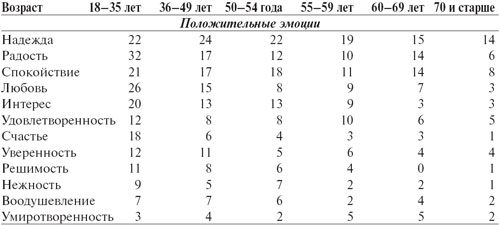 Возраст 18–35 лет 36–49 лет 50–54 года 55–59 лет 60–69 лет 70 и старше
Положительные эмоции
Надежда 22 24 22 19 15 14
Радость 32 17 12 10 14 6
Спокойствие 21 17 18 11 14 8
Любовь 26 15 8 9 7 3
Интерес 20 13 13 9 3 3
Удовлетворенность 12 8 8 10 6 5
Счастье 18 6 4 3 3 1
Уверенность 12 11 5 6 4 4
Решимость 11 8 6 4 0 1
Нежность 9 5 7 2 2 1
Воодушевление 7 7 6 2 4 2
Умиротворенность 3 4 2 5 5 2